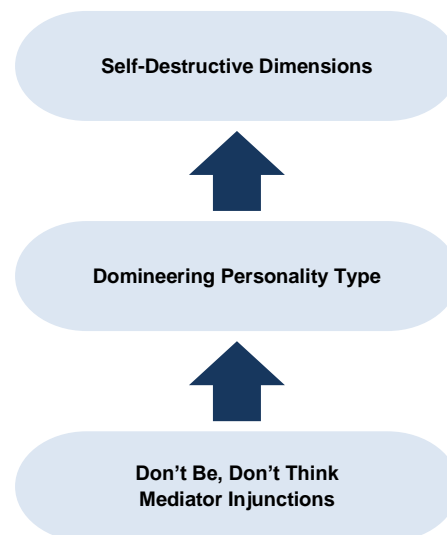 Self-Destructive Dimensions
Domineering Personality Type
Don’t Be, Don’t Think
Mediator Injunctions